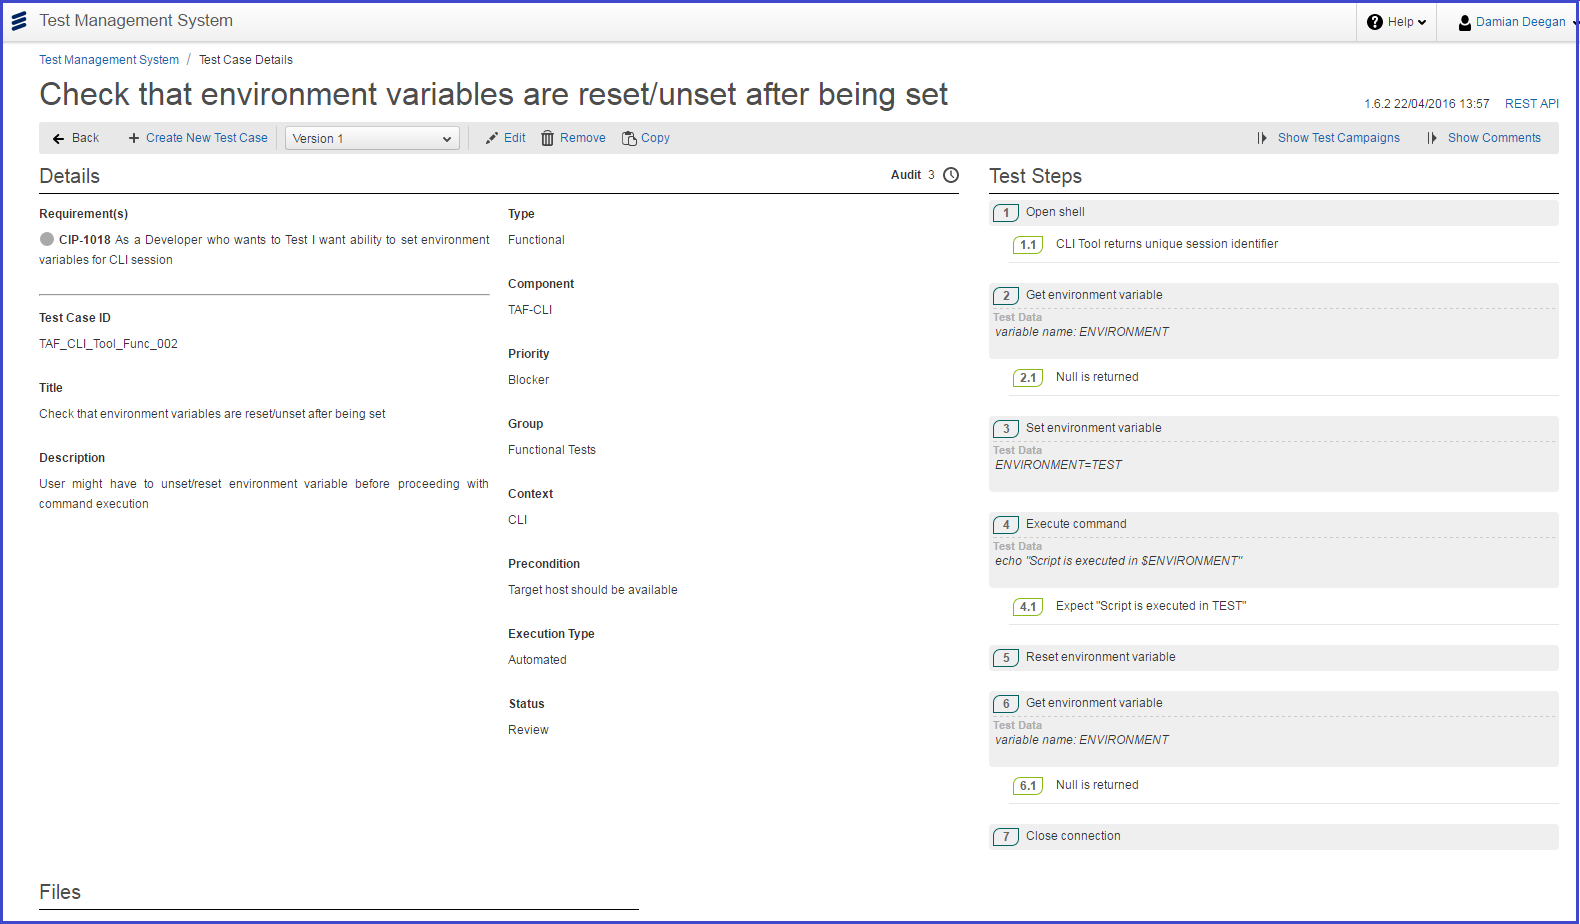 Test Management System
Help
Damian Deegan
Test Management System / Test Case Details
Check that environment variables are reset/unset after being set
1.6.2 22/04/2016 13:57 REST API
Back
Create New Test Case
Version 1
Edit
Remove
Copy
Show Test Campaigns
Show Comments
Details
Audit 3
Requirement(s)
CIP-1018 As a Developer who wants to Test I want ability to set environment
variables for CLI session
Test Case ID
TAF_CLI_Tool_Func_002
Title
Check that environment variables are reset/unset after being set
Description
User might have to unset/reset environment variable before proceeding with
command execution
Type
Functional
Component
TAF-CLI
Priority
Blocker
Group
Functional Tests
Context
CLI
Precondition
Target host should be available
Execution Type
Automated
Status
Review
Test Steps
1 Open shell
1.1 CLI Tool returns unique session identifier
2 Get environment variable
Test Data
variable name: ENVIRONMENT
2.1 Null is returned
3 Set environment variable
Test Data
ENVIRONMENT=TEST
4 Execute command
Test Data
echo "Script is executed in $ENVIRONMENT"
4.1 Expect "Script is executed in TEST"
5 Reset environment variable
6 Get environment variable
Test Data
variable name: ENVIRONMENT
6.1 Null is returned
7 Close connection
Files